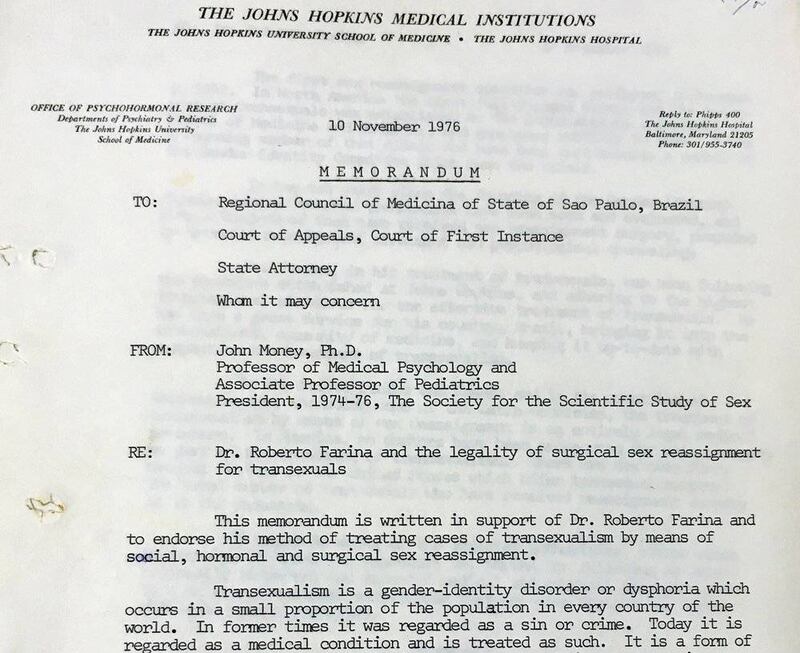 THE JOHNS HOPKINS MEDICAL INSTITUTIONS
THE JOHNS HOPKINS UNIVERSITY SCHOOL OF MEDICINE • THE JOHNS HOPKINS HOSPITAL
OFFICE OF PSYCHOHORMONAL RESEARCH
Departments of Psychiatry & Pediatrics
The Johns Hopkins University
School of Medicine
10 November 1976
Reply to: Phipps 400
The Johns Hopkins Hospital
Baltimore, Maryland 21205
Phone: 301/955-3740
MEMORANDUM
TO: Regional Council of Medicina of State of Sao Paulo, Brazil
Court of Appeals, Court of First Instance
State Attorney
Whom it may concern
FROM: John Money, Ph.D.
Professor of Medical Psychology and
Associate Professor of Pediatrics
President, 1974-76, The Society for the Scientific Study of Sex
RE: Dr. Roberto Farina and the legality of surgical sex reassignment
for transexuals
This memorandum is written in support of Dr. Roberto Farina and
to endorse his method of treating cases of transexualism by means of
social, hormonal and surgical sex reassignment.
Transexualism is a gender-identity disorder or dysphoria which
occurs in a small proportion of the population in every country of the
world. In former times it was regarded as a sin or crime. Today it is
regarded as a medical condition and is treated as such. It is a form of